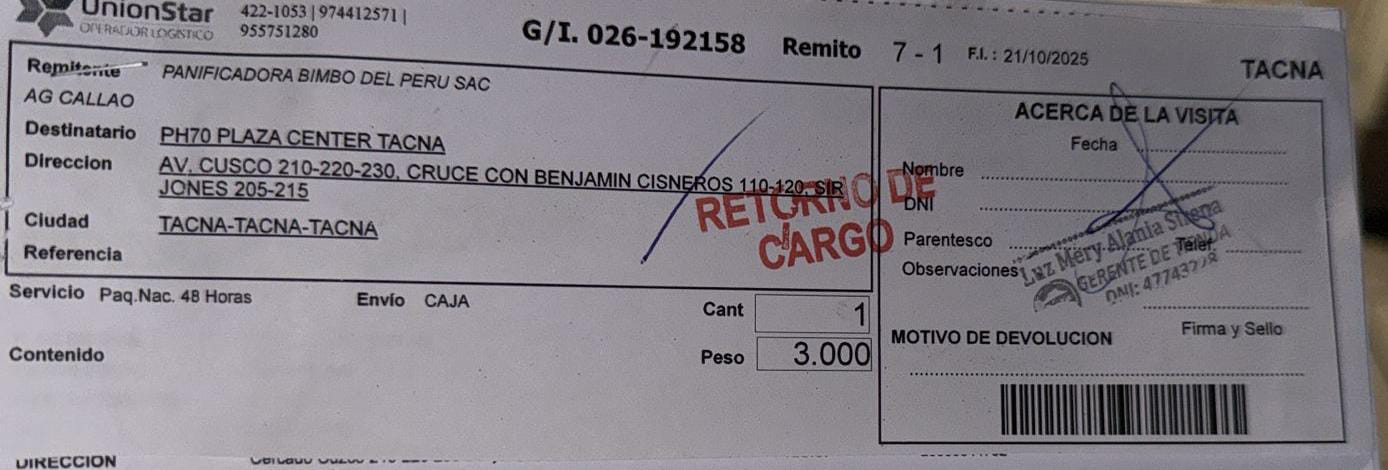 UnionStar
OPERADOR LOGISTICO
422-1053 | 974412571 |
955751280
G/I. 026-192158 Remito 7 - 1 F.I.: 21/10/2025
TACNA
Remitente PANIFICADORA BIMBO DEL PERU SAC
AG CALLAO
Destinatario PH70 PLAZA CENTER TACNA
Direccion AV. CUSCO 210-220-230, CRUCE CON BENJAMIN CISNEROS 110-120, SIR
JONES 205-215
Ciudad TACNA-TACNA-TACNA
Referencia
RETORNO DE
CARGO
Servicio Paq.Nac. 48 Horas Envío CAJA
Cant 1
Contenido
Peso 3.000
ACERCA DE LA VISITA
Fecha
Nombre
DNI
Parentesco Telef.
Observaciones
Luz Mery Alania
GERENTE DE TIENDA
DNI:
Firma y Sello
MOTIVO DE DEVOLUCION
DIRECCION